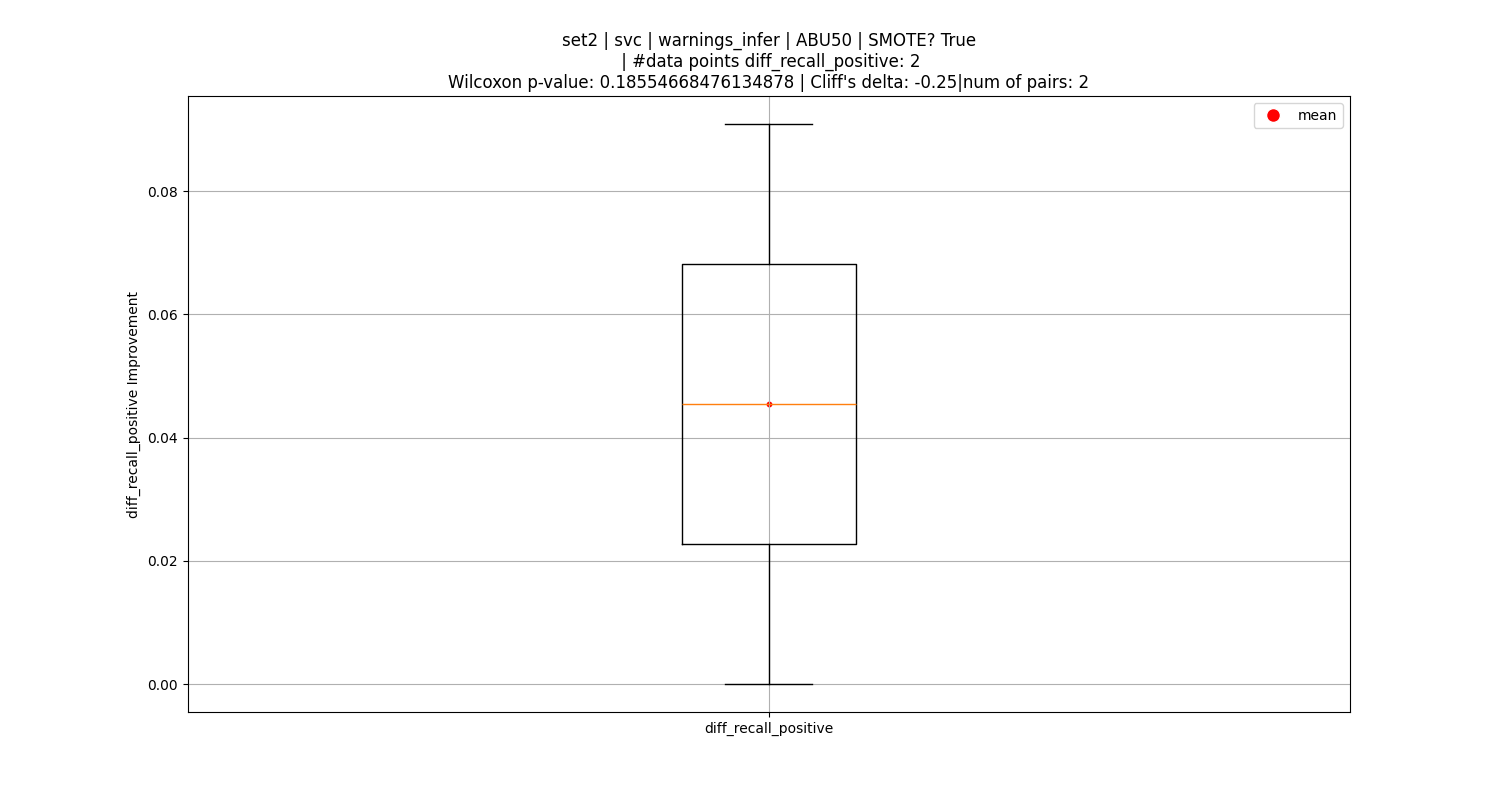 set2 | svc | warnings_infer | ABU50 | SMOTE? True
| #data points diff_recall_positive: 2
Wilcoxon p-value: 0.18554668476134878 | Cliff's delta: -0.25|num of pairs: 2
mean
0.08
0.06
0.04
0.02
0.00
diff_recall_positive Improvement
diff_recall_positive